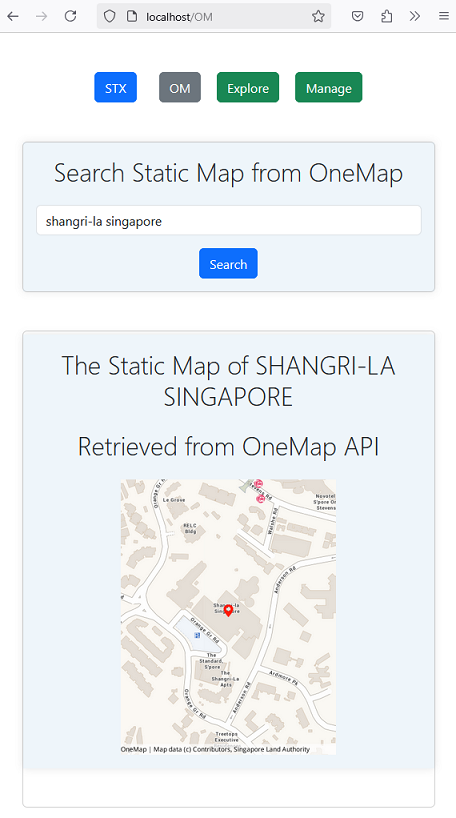 localhost/OM
STX OM Explore Manage
Search Static Map from OneMap
shangri-la singapore
Search
The Static Map of SHANGRI-LA
SINGAPORE
Retrieved from OneMap API
Novotel
S'pore On
Stevens
La Grove
Walshe Rd
Orange
RELC
Bldg
Anderson Rd
Shangri-la
Singapore
Orange Gr Rd
The
Standard,
S'pore
The
Shangri-La
Apts
Ardmore Pk
Orange Gr Rd
Anderson Rd
Treetops
Executive
OneMap | Map data (c) Contributors, Singapore Land Authority